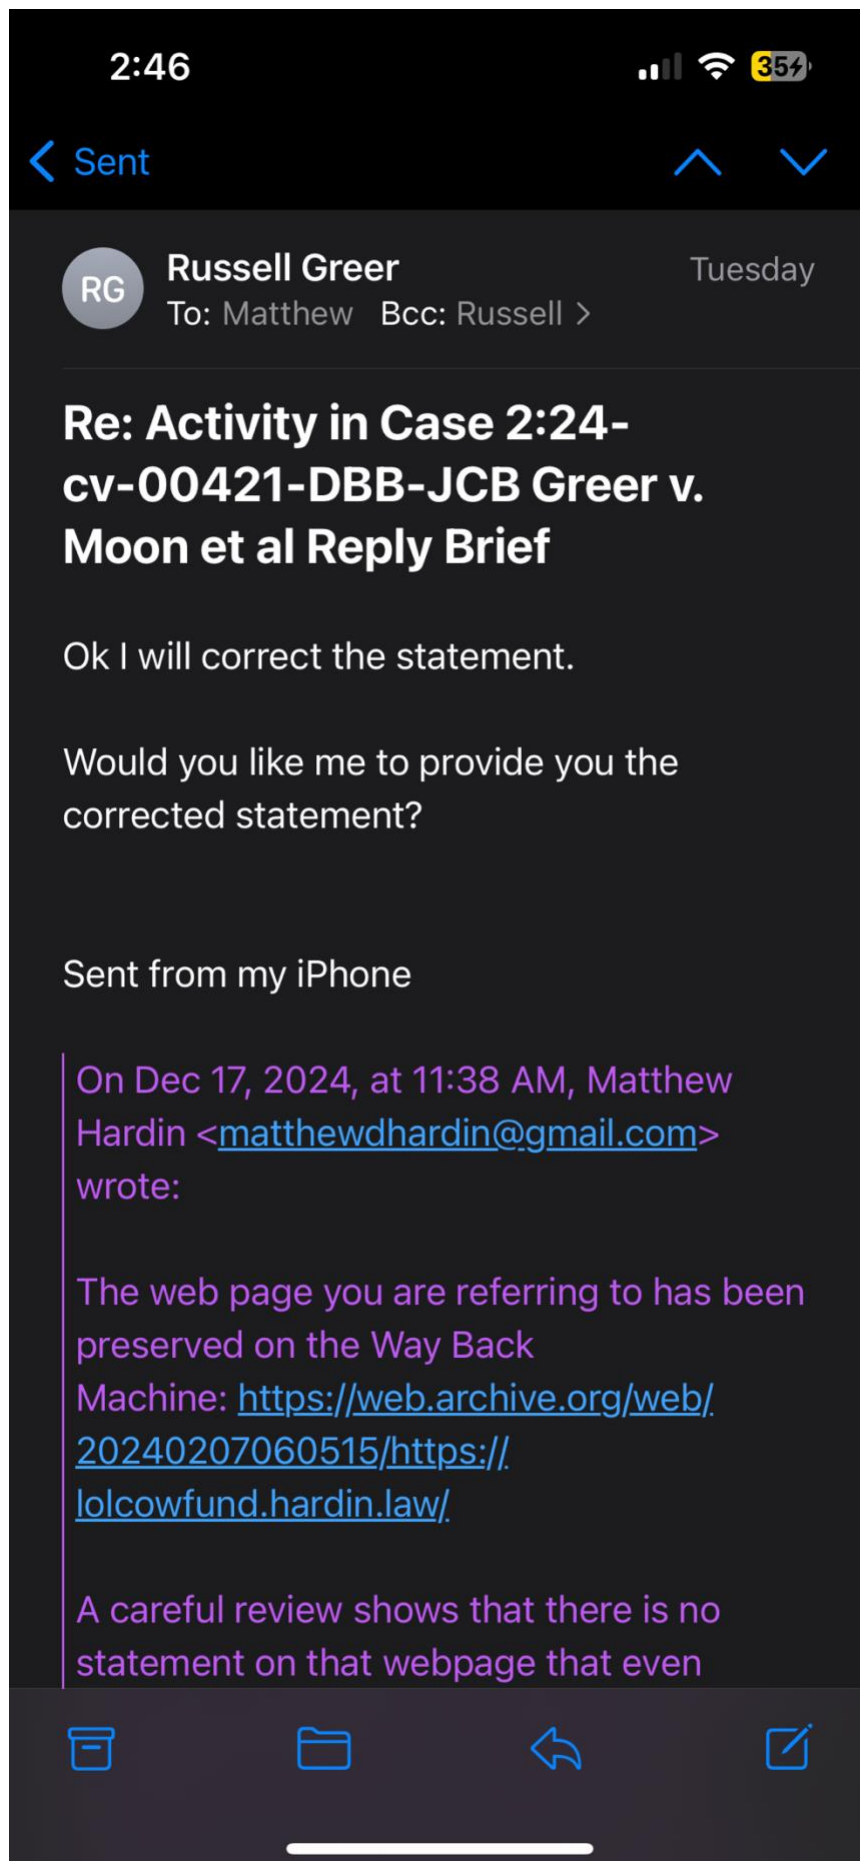 2:46
35
Sent
RG
Russell Greer
Tuesday
To: Matthew Bcc: Russell >
Re: Activity in Case 2:24-
cv-00421-DBB-JCB Greer v.
Moon et al Reply Brief
Ok I will correct the statement.
Would you like me to provide you the
corrected statement?
Sent from my iPhone
On Dec 17, 2024, at 11:38 AM, Matthew
Hardin <matthewdhardin@gmail.com>
wrote:
The web page you are referring to has been
preserved on the Way Back
Machine: https://web.archive.org/web/
20240207060515/https://
lolcowfund.hardin.law/
A careful review shows that there is no
statement on that webpage that even